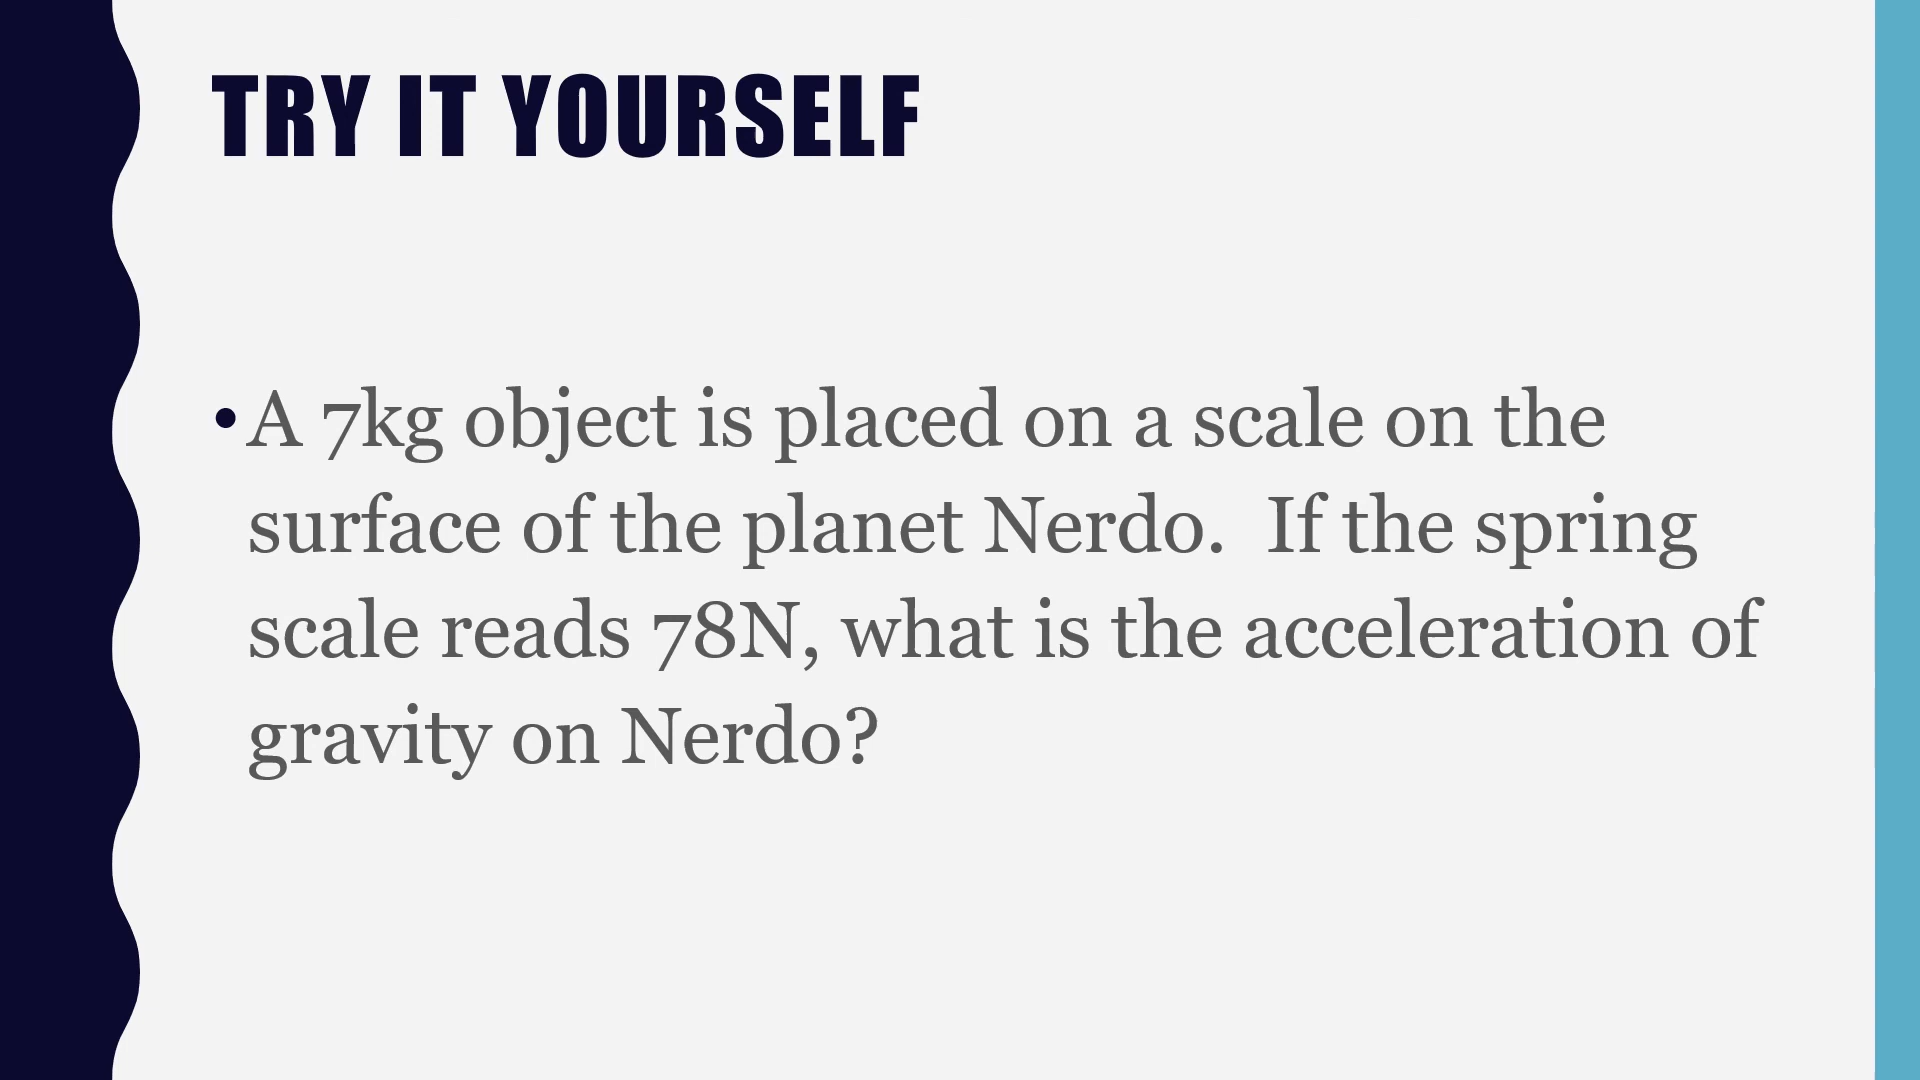 TRY IT YOURSELF
•A 7kg object is placed on a scale on the
surface of the planet Nerdo.  If the spring
scale reads 78N, what is the acceleration of
gravity on Nerdo?